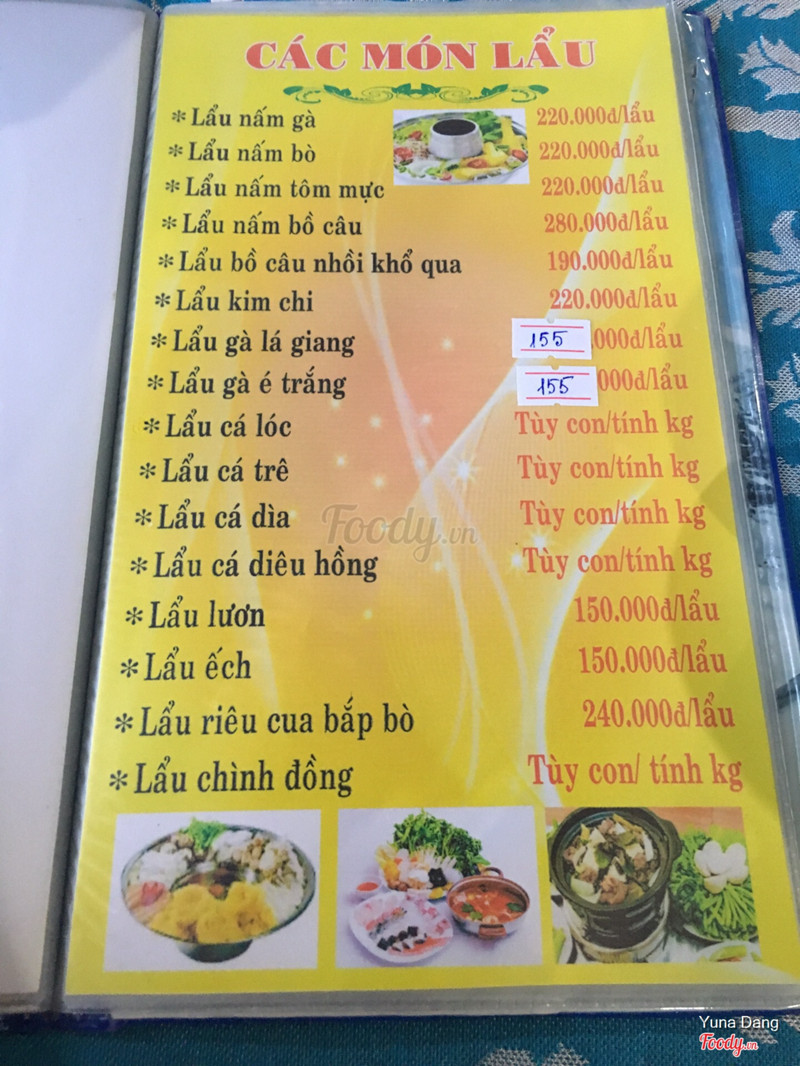 CÁC MÓN LẨU
* Lẩu nấm gà 220.000đ/lẩu
* Lẩu nấm bò 220.000đ/lẩu
* Lẩu nấm tôm mực 220.000đ/lẩu
* Lẩu nấm bồ câu 280.000đ/lẩu
* Lẩu bồ câu nhồi khổ qua 190.000đ/lẩu
* Lẩu kim chi 220.000đ/lẩu
* Lẩu gà lá giang 155 .000đ/lẩu
* Lẩu gà é trắng 155 000đ/lẩu
* Lẩu cá lóc Tùy con/tính kg
* Lẩu cá trê Tùy con/tính kg
* Lẩu cá dìa Tùy con/tính kg
* Lẩu cá diêu hồng Tùy con/tính kg
* Lẩu lươn 150.000đ/lẩu
* Lẩu ếch 150.000đ/lẩu
* Lẩu riêu cua bắp bò 240.000đ/lẩu
* Lẩu chình đồng Tùy con/ tính kg
Foody.vn
Yuna Dang
Foody.vn